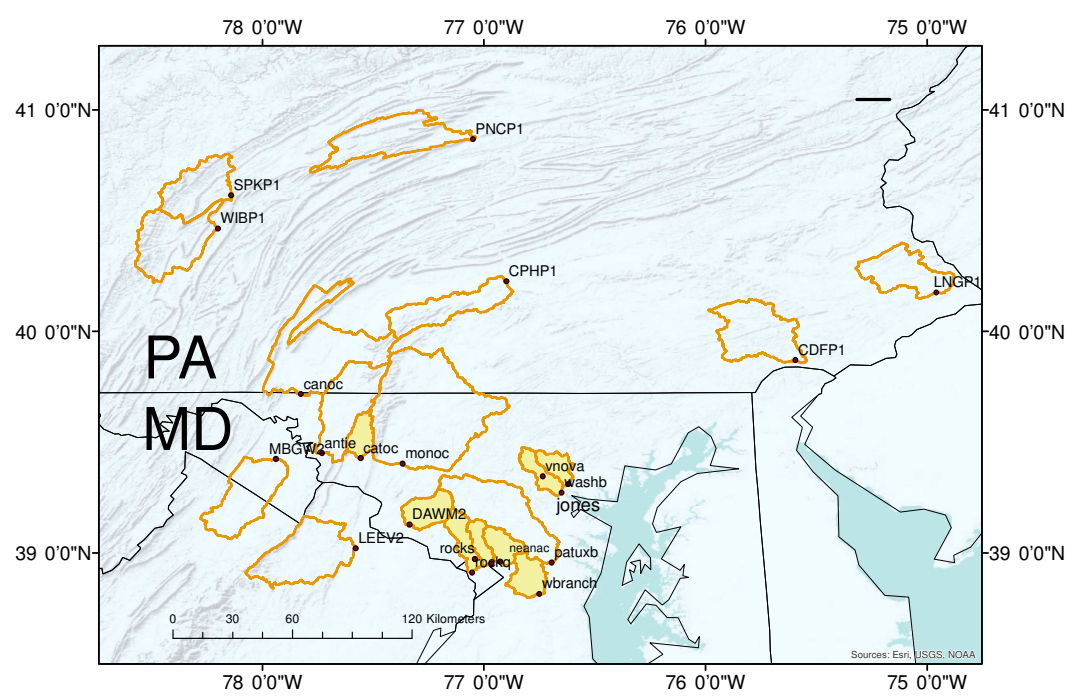 78 0'0"W 77 0'0"W 76 0'0"W 75 0'0"W
41 0'0"N 41 0'0"N
PNCP1
SPKP1
WIBP1
CPHP1
LNGP1
40 0'0"N 40 0'0"N
CDFP1
PA
canoc
MD
antie
MBGW2 catoc
monoc
vnova
washb
jones
DAWM2
LEEV2
rocks neanac
patuxb
39 0'0"N 39 0'0"N
rockq
wbranch
0 30 60 120 Kilometers
Sources: Esri, USGS, NOAA
78 0'0"W 77 0'0"W 76 0'0"W 75 0'0"W